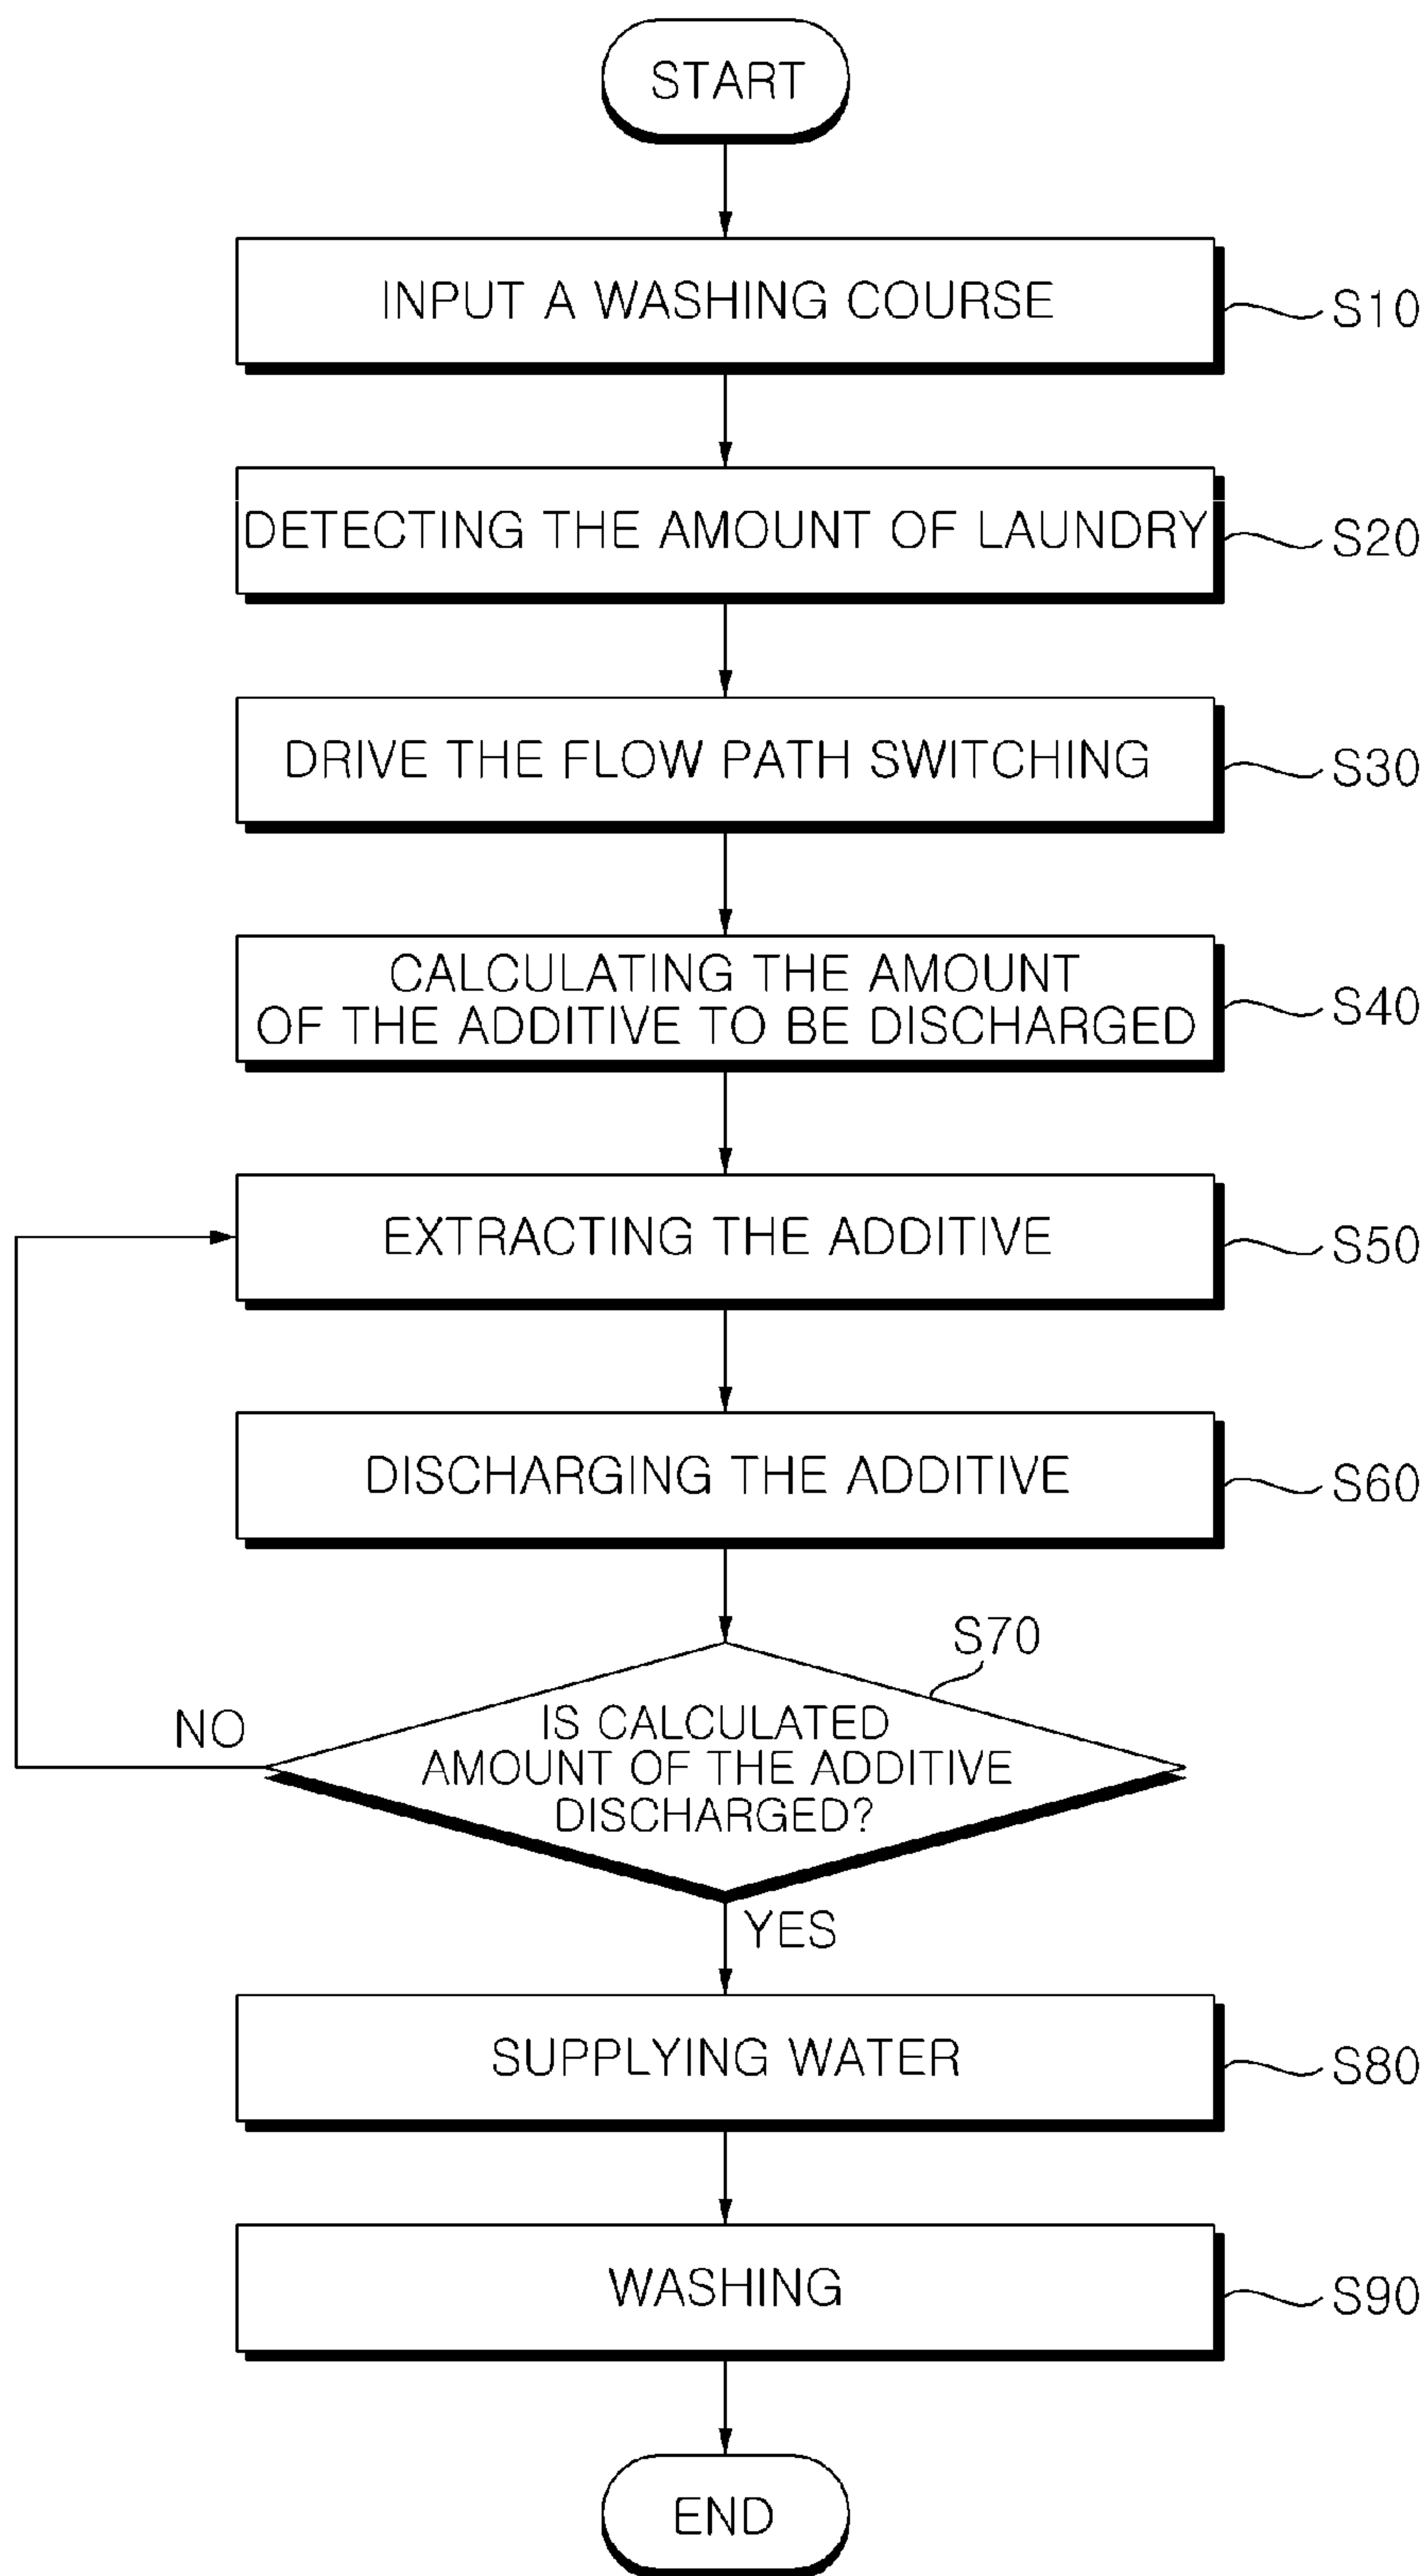 START
INPUT A WASHING COURSE
S10
DETECTING THE AMOUNT OF LAUNDRY
S20
DRIVE THE FLOW PATH SWITCHING
S30
CALCULATING THE AMOUNT
OF THE ADDITIVE TO BE DISCHARGED
S40
EXTRACTING THE ADDITIVE
S50
DISCHARGING THE ADDITIVE
S60
S70
NO
IS CALCULATED
AMOUNT OF THE ADDITIVE
DISCHARGED?
YES
SUPPLYING WATER
S80
WASHING
S90
END